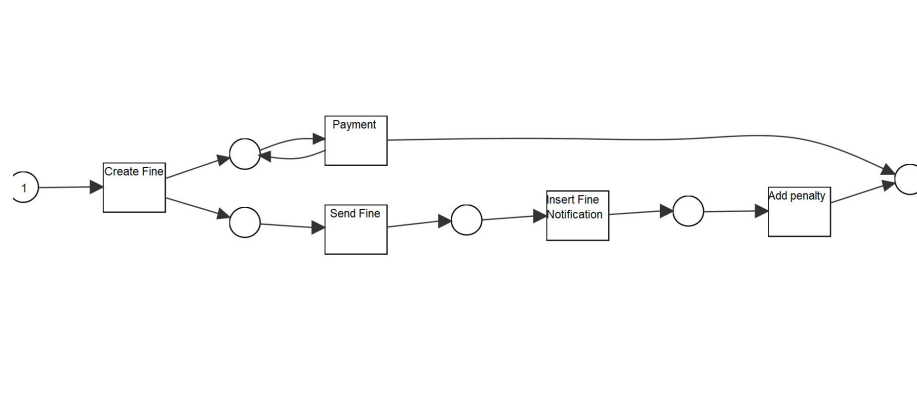 1
Create Fine
Payment
Send Fine
Insert Fine
Notification
Add penalty